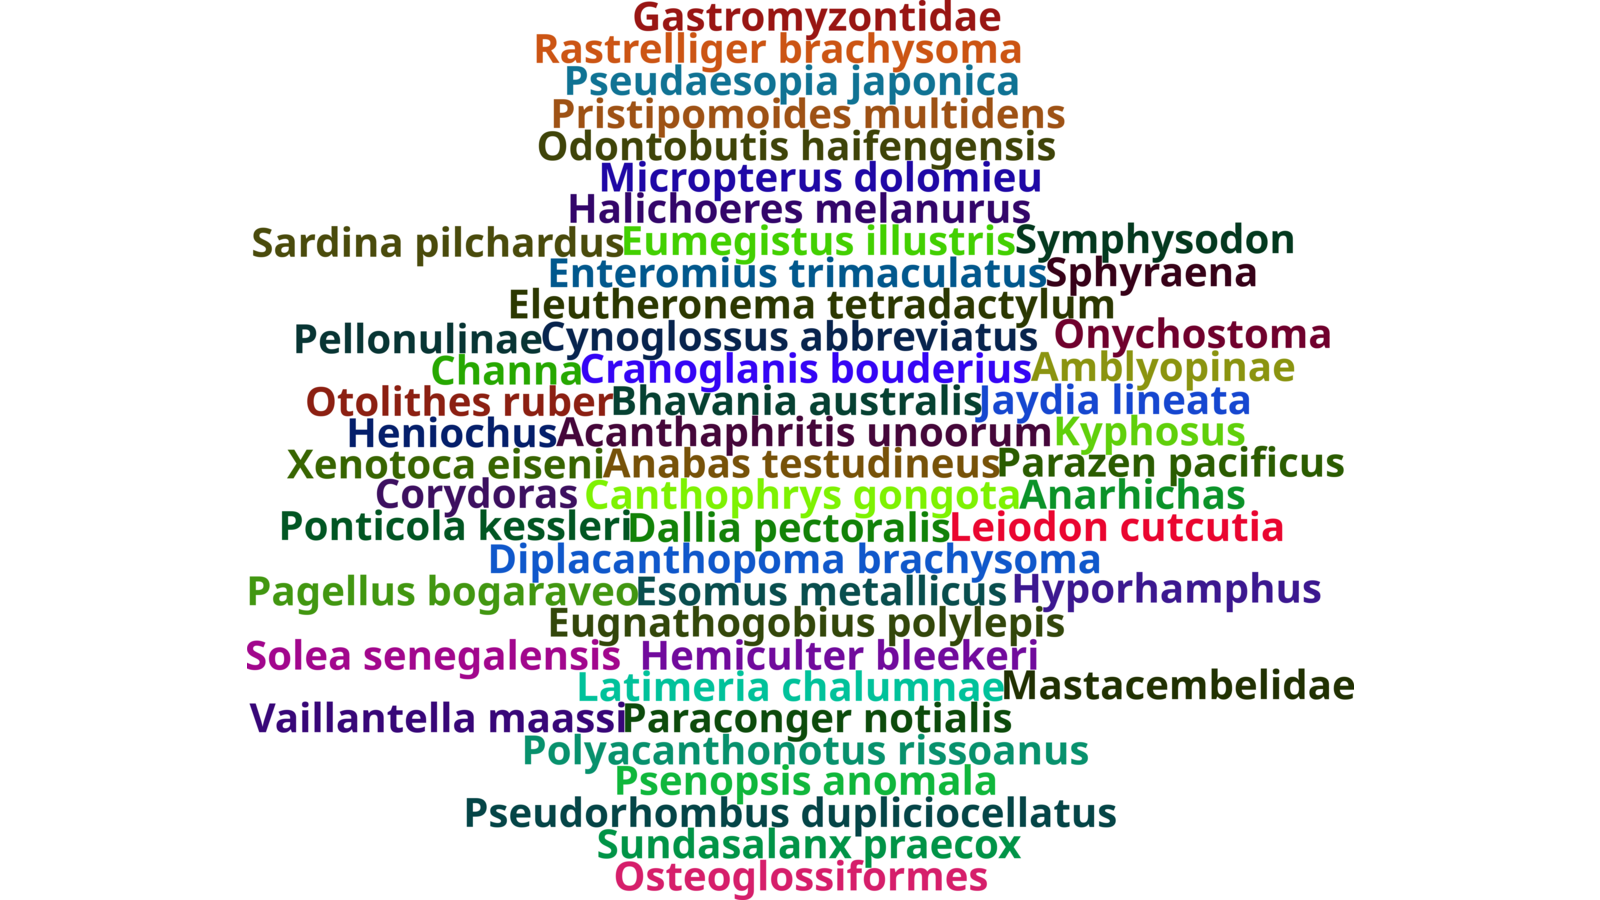 Gastromyzontidae
Rastrelliger brachysoma
Pseudaesopia japonica
Pristipomoides multidens
Odontobutis haifengensis
Micropterus dolomieu
Halichoeres melanurus
Sardina pilchardus Eumegistus illustris Symphysodon
Enteromius trimaculatus Sphyraena
Eleutheronema tetradactylum
Pellonulinae Cynoglossus abbreviatus Onychostoma
Channa Cranoglanis bouderius Amblyopinae
Otolithes ruber Bhavania australis Jaydia lineata
Heniochus Acanthaphritis unoorum Kyphosus
Xenotoca eiseni Anabas testudineus Parazen pacificus
Corydoras Canthophrys gongota Anarhichas
Ponticola kessleri Dallia pectoralis Leiodon cutcutia
Diplacanthopoma brachysoma
Pagellus bogaraveo Esomus metallicus Hyporhamphus
Eugnathogobius polylepis
Solea senegalensis Hemiculter bleekeri
Latimeria chalumnae Mastacembelidae
Vaillantella maassi Paraconger notialis
Polyacanthonotus rissoanus
Psenopsis anomala
Pseudorhombus dupliciocellatus
Sundasalanx praecox
Osteoglossiformes